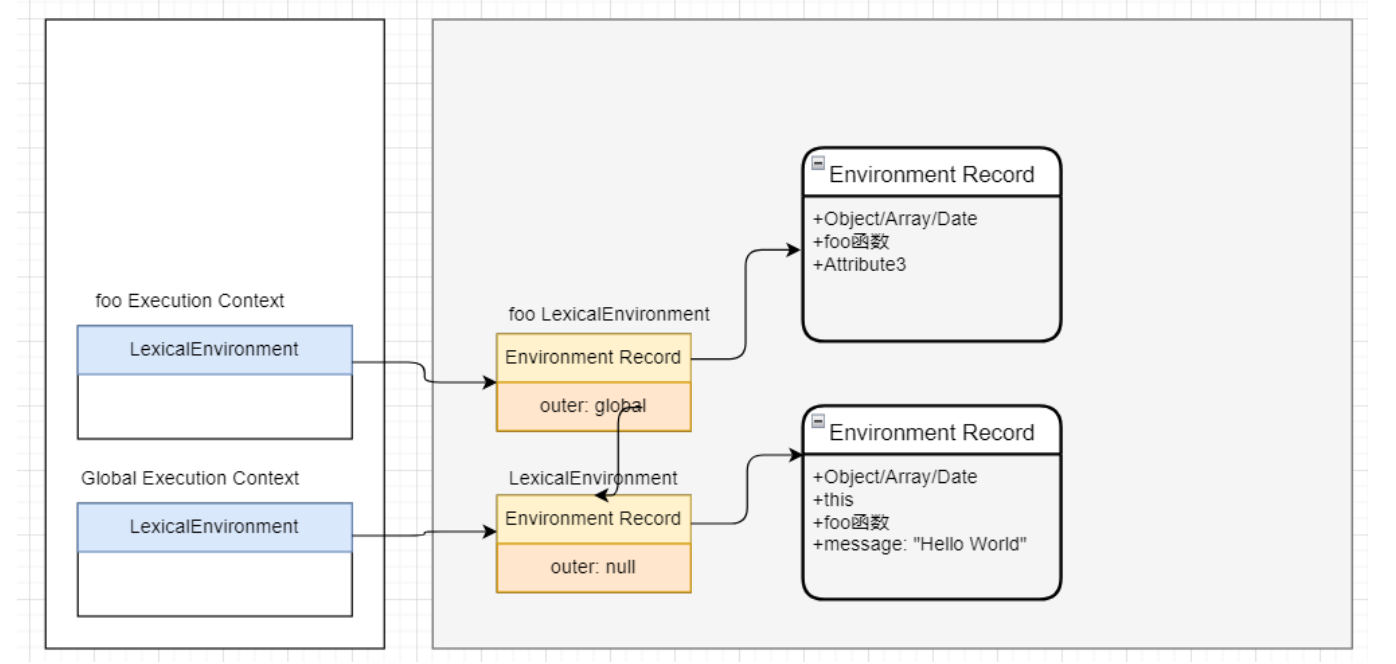 Environment Record
+Object/Array/Date
+foo函数
+Attribute3
foo Execution Context
LexicalEnvironment
foo LexicalEnvironment
Environment Record
outer: global
Global Execution Context
LexicalEnvironment
LexicalEnvironment
Environment Record
outer: null
Environment Record
+Object/Array/Date
+this
+foo函数
+message: "Hello World"